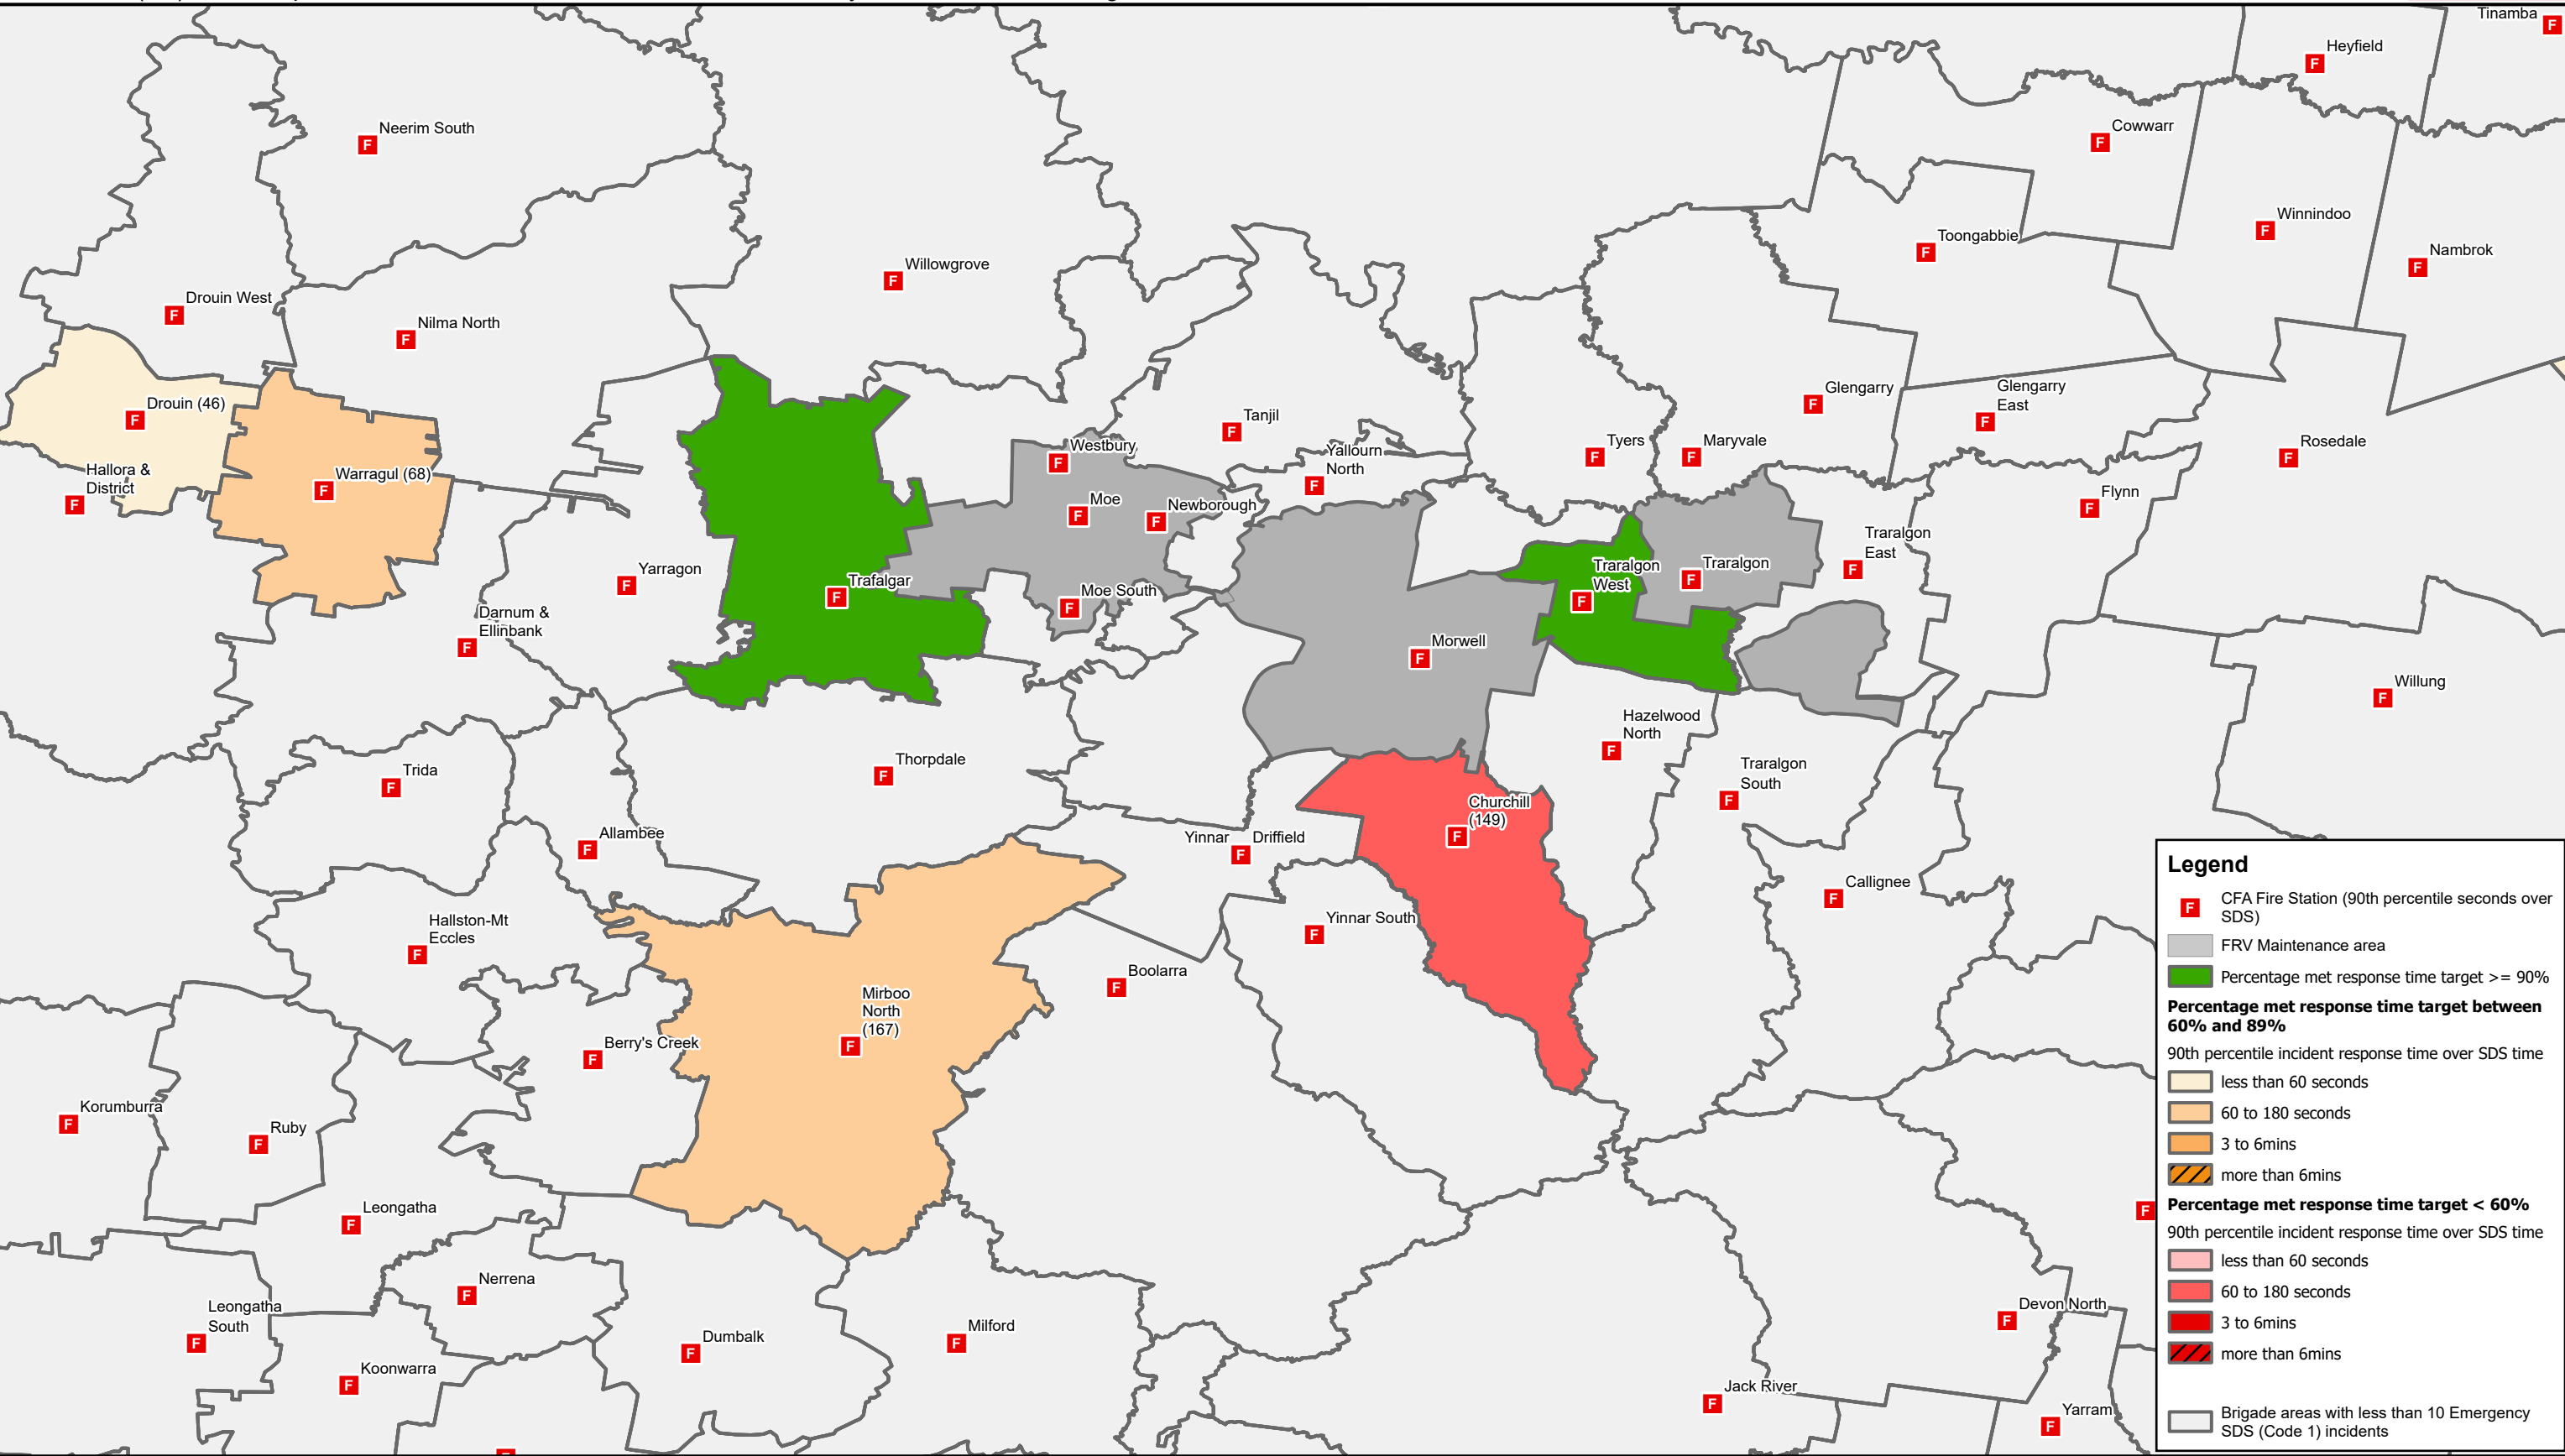 Tinamba
Heyfield
Neerim South
Cowwarr
Winnindoo
Toongabbie
Nambrok
Willowgrove
Drouin West
Nilma North
Glengarry
Glengarry
East
Drouin (46)
Tanjil
Westbury
Yallourn
North
Tyers
Maryvale
Rosedale
Hallora &
District
Warragul (68)
Moe
Newborough
Flynn
Traralgon
East
Yarragon
Trafalgar
Moe South
Traralgon
West
Traralgon
Darnum &
Ellinbank
Morwell
Willung
Hazelwood
North
Trida
Thorpdale
Traralgon
South
Churchill
(149)
Allambee
Yinnar
Driffield
Callignee
Hallston-Mt
Eccles
Yinnar South
Boolarra
Mirboo
North
(167)
Berry's Creek
Korumburra
Ruby
Leongatha
Nerrena
Leongatha
South
Devon North
Dumbalk
Milford
Koonwarra
Jack River
Yarram
Legend
F CFA Fire Station (90th percentile seconds over
SDS)
FRV Maintenance area
Percentage met response time target >= 90%
Percentage met response time target between
60% and 89%
90th percentile incident response time over SDS time
less than 60 seconds
60 to 180 seconds
3 to 6mins
more than 6mins
Percentage met response time target < 60%
90th percentile incident response time over SDS time
less than 60 seconds
60 to 180 seconds
3 to 6mins
more than 6mins
Brigade areas with less than 10 Emergency
SDS (Code 1) incidents